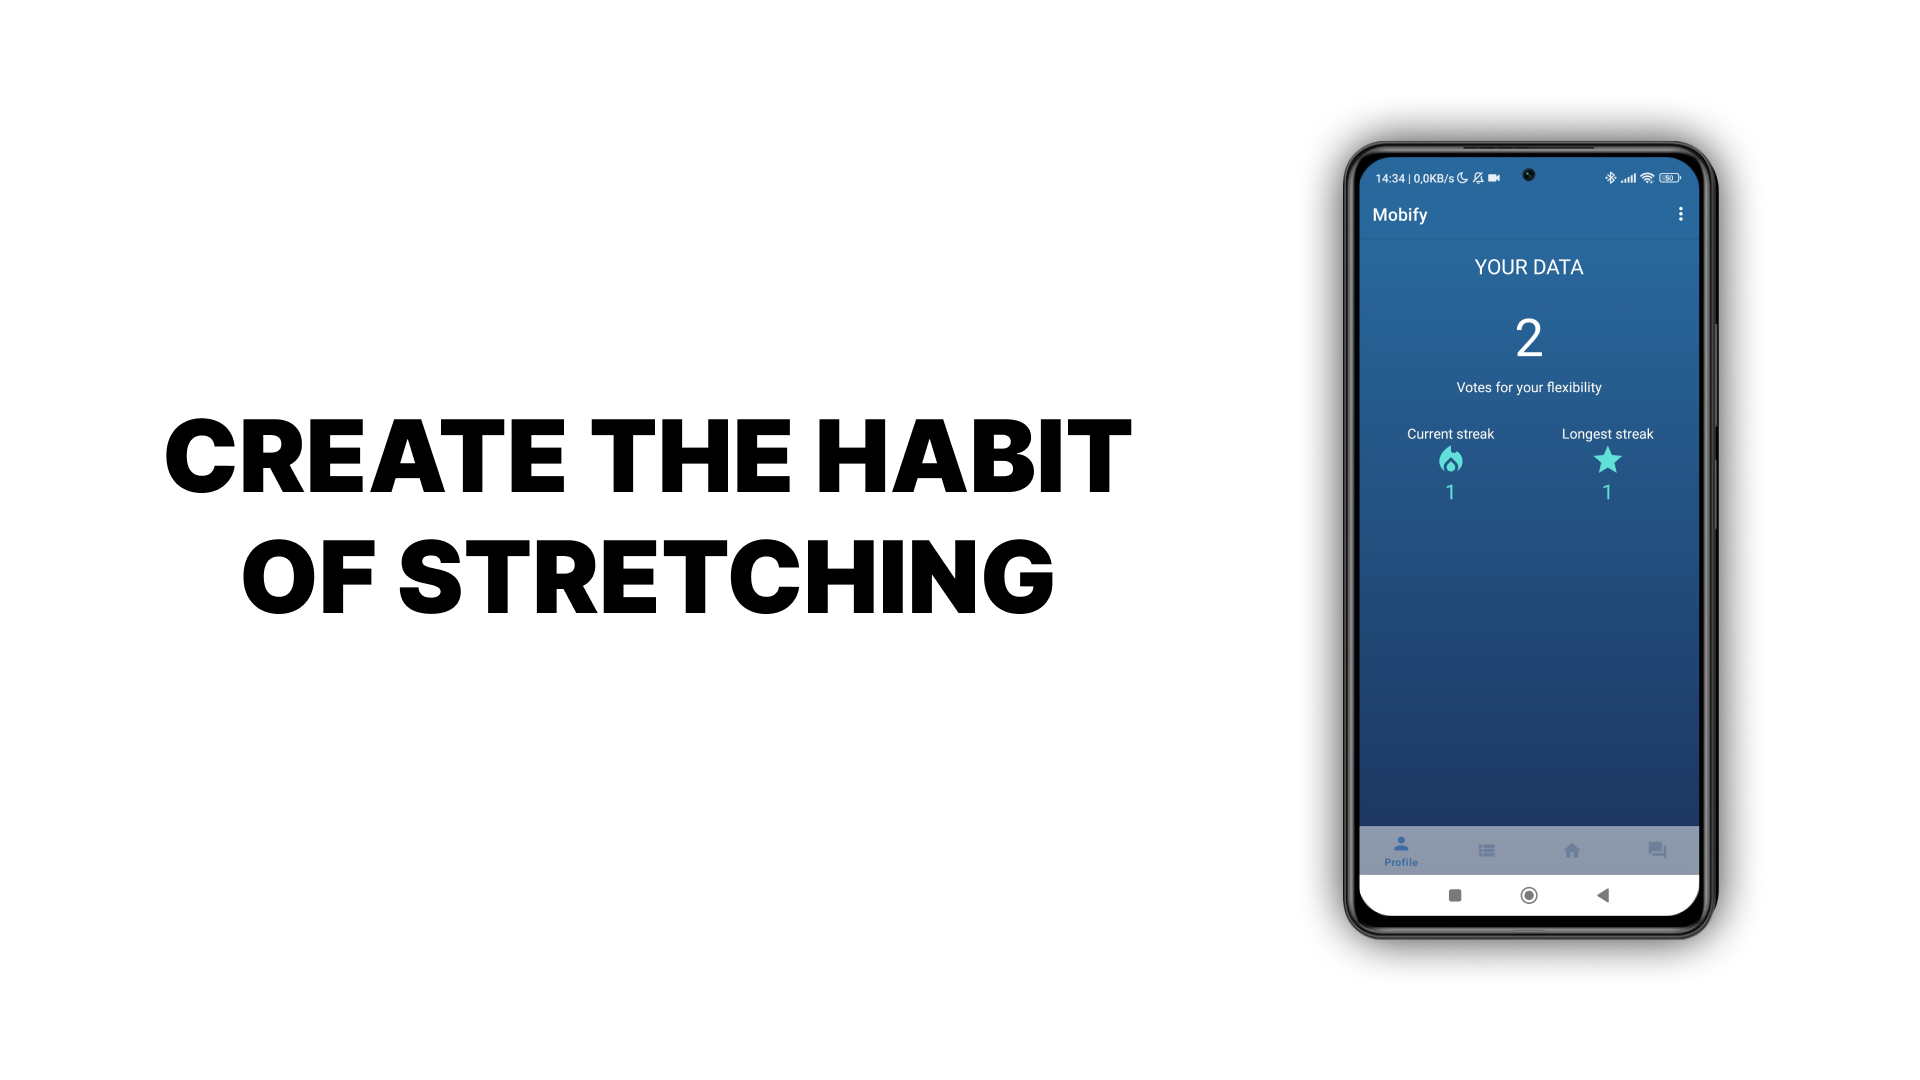 CREATE THE HABIT
OF STRETCHING
14:34 | 0,0KB/s
50
Mobify
YOUR DATA
2
Votes for your flexibility
Current streak
Longest streak
1
1
Profile